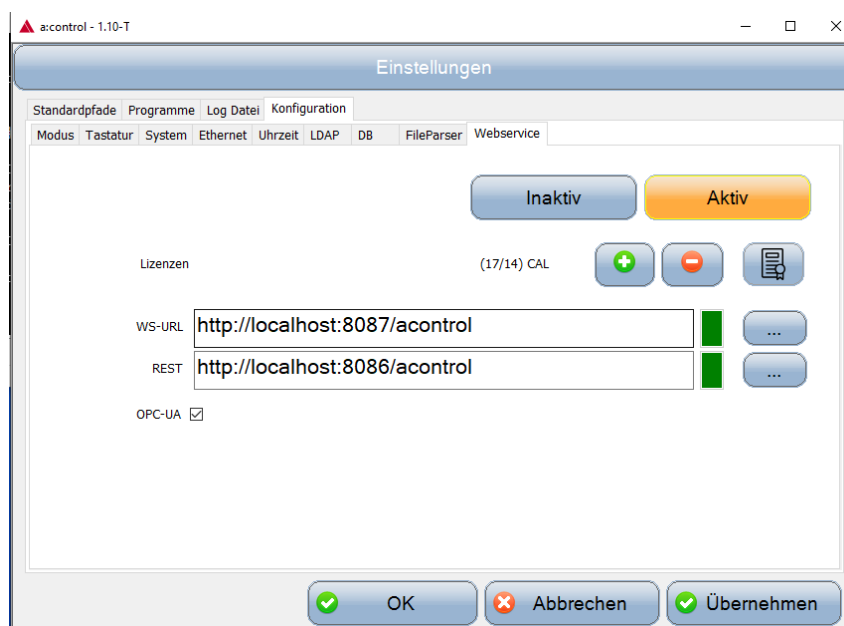 a:control - 1.10-T
Einstellungen
Standardpfade Programme Log Datei Konfiguration
Modus Tastatur System Ethernet Uhrzeit LDAP DB FileParser Webservice
Inaktiv Aktiv
Lizenzen (17/14) CAL
WS-URL http://localhost:8087/acontrol ...
REST http://localhost:8086/acontrol ...
OPC-UA
OK Abbrechen Übernehmen